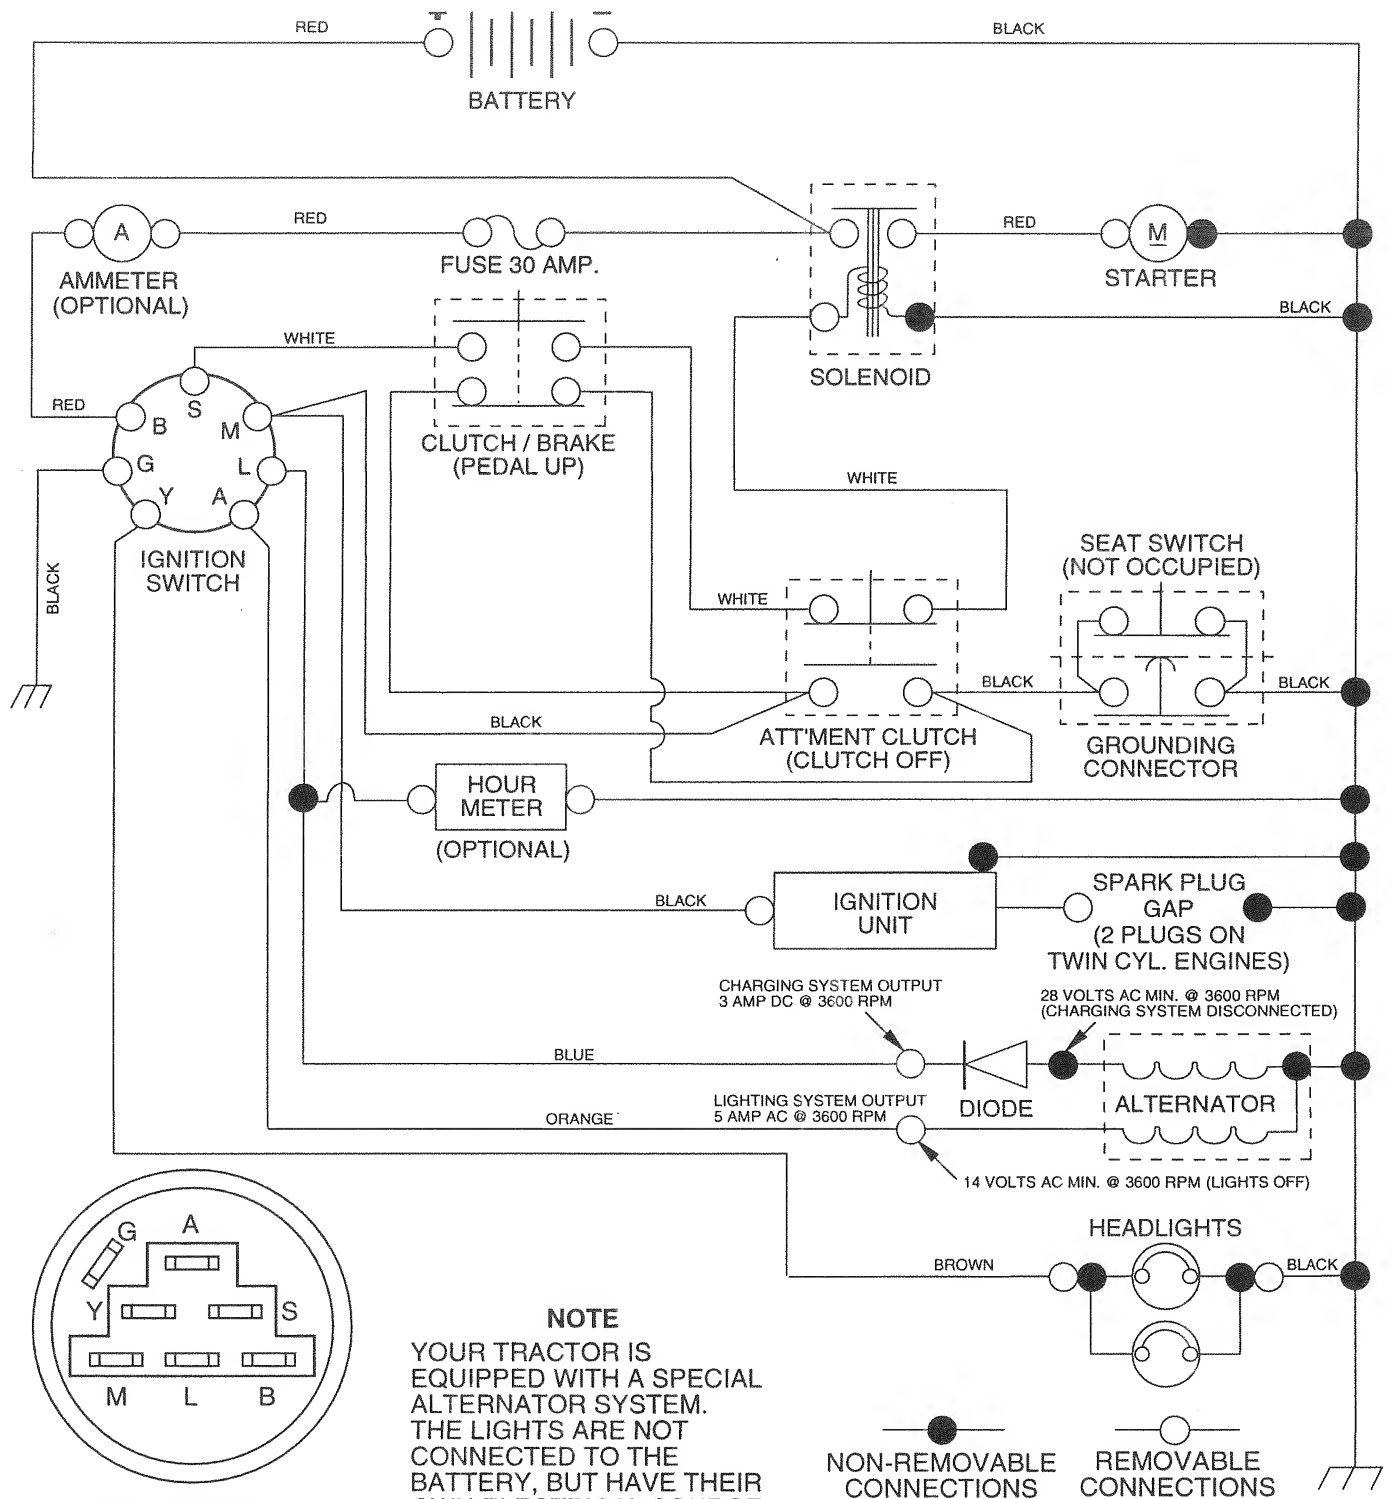 +
−
RED
BLACK
BATTERY
RED
A
FUSE 30 AMP.
AMMETER
(OPTIONAL)
RED
M
STARTER
BLACK
SOLENOID
WHITE
CLUTCH / BRAKE
(PEDAL UP)
RED
S
B
M
G
L
Y
A
IGNITION
SWITCH
BLACK
WHITE
SEAT SWITCH
(NOT OCCUPIED)
WHITE
BLACK
BLACK
BLACK
ATT'MENT CLUTCH
(CLUTCH OFF)
GROUNDING
CONNECTOR
HOUR
METER
(OPTIONAL)
BLACK
IGNITION
UNIT
SPARK PLUG
GAP
(2 PLUGS ON
TWIN CYL. ENGINES)
CHARGING SYSTEM OUTPUT
3 AMP DC @ 3600 RPM
28 VOLTS AC MIN. @ 3600 RPM
(CHARGING SYSTEM DISCONNECTED)
BLUE
DIODE
ALTERNATOR
LIGHTING SYSTEM OUTPUT
5 AMP AC @ 3600 RPM
ORANGE
14 VOLTS AC MIN. @ 3600 RPM (LIGHTS OFF)
HEADLIGHTS
BROWN
BLACK
G
A
Y
S
M
L
B
NOTE
YOUR TRACTOR IS
EQUIPPED WITH A SPECIAL
ALTERNATOR SYSTEM.
THE LIGHTS ARE NOT
CONNECTED TO THE
BATTERY, BUT HAVE THEIR
NON-REMOVABLE
CONNECTIONS
REMOVABLE
CONNECTIONS